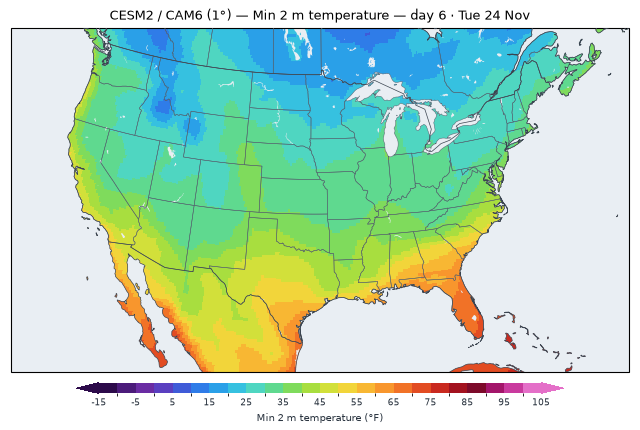 CESM2 / CAM6 (1°) — Min 2 m temperature — day 6 · Tue 24 Nov
-15 -5 5 15 25 35 45 55 65 75 85 95 105
Min 2 m temperature (°F)